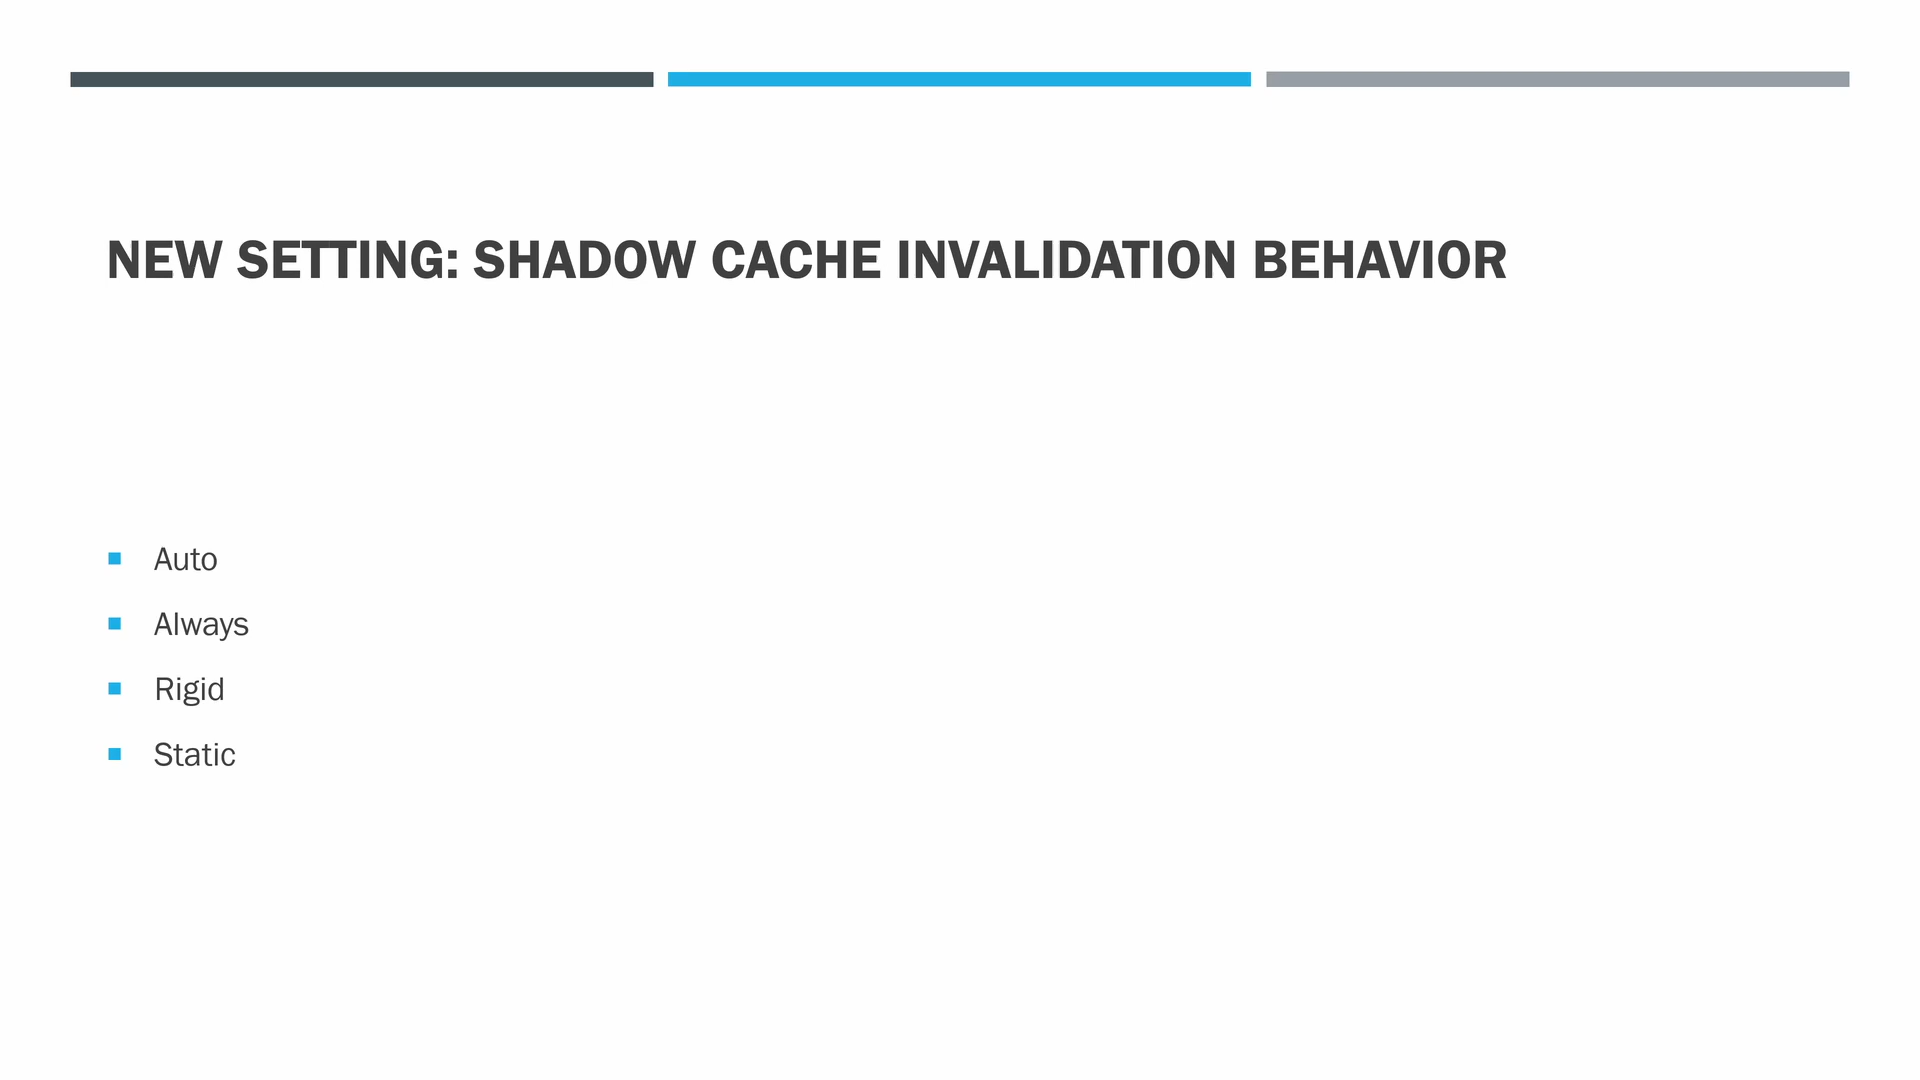 NEW SETTING: SHADOW CACHE INVALIDATION BEHAVIOR
Auto
Always
Rigid
Static